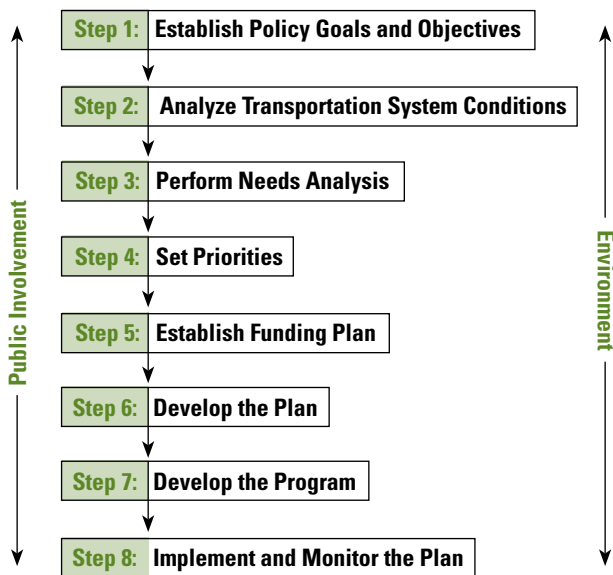 Step 1: Establish Policy Goals and Objectives
Step 2: Analyze Transportation System Conditions
Step 3: Perform Needs Analysis
Step 4: Set Priorities
Step 5: Establish Funding Plan
Step 6: Develop the Plan
Step 7: Develop the Program
Step 8: Implement and Monitor the Plan
Public Involvement
Environment